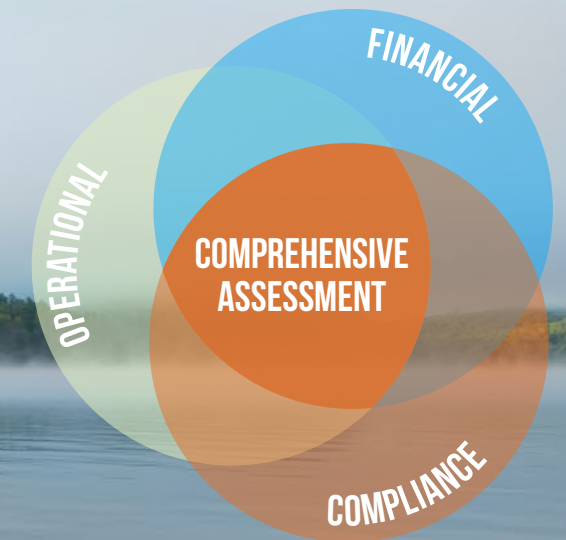 FINANCIAL
OPERATIONAL
COMPREHENSIVE
ASSESSMENT
COMPLIANCE